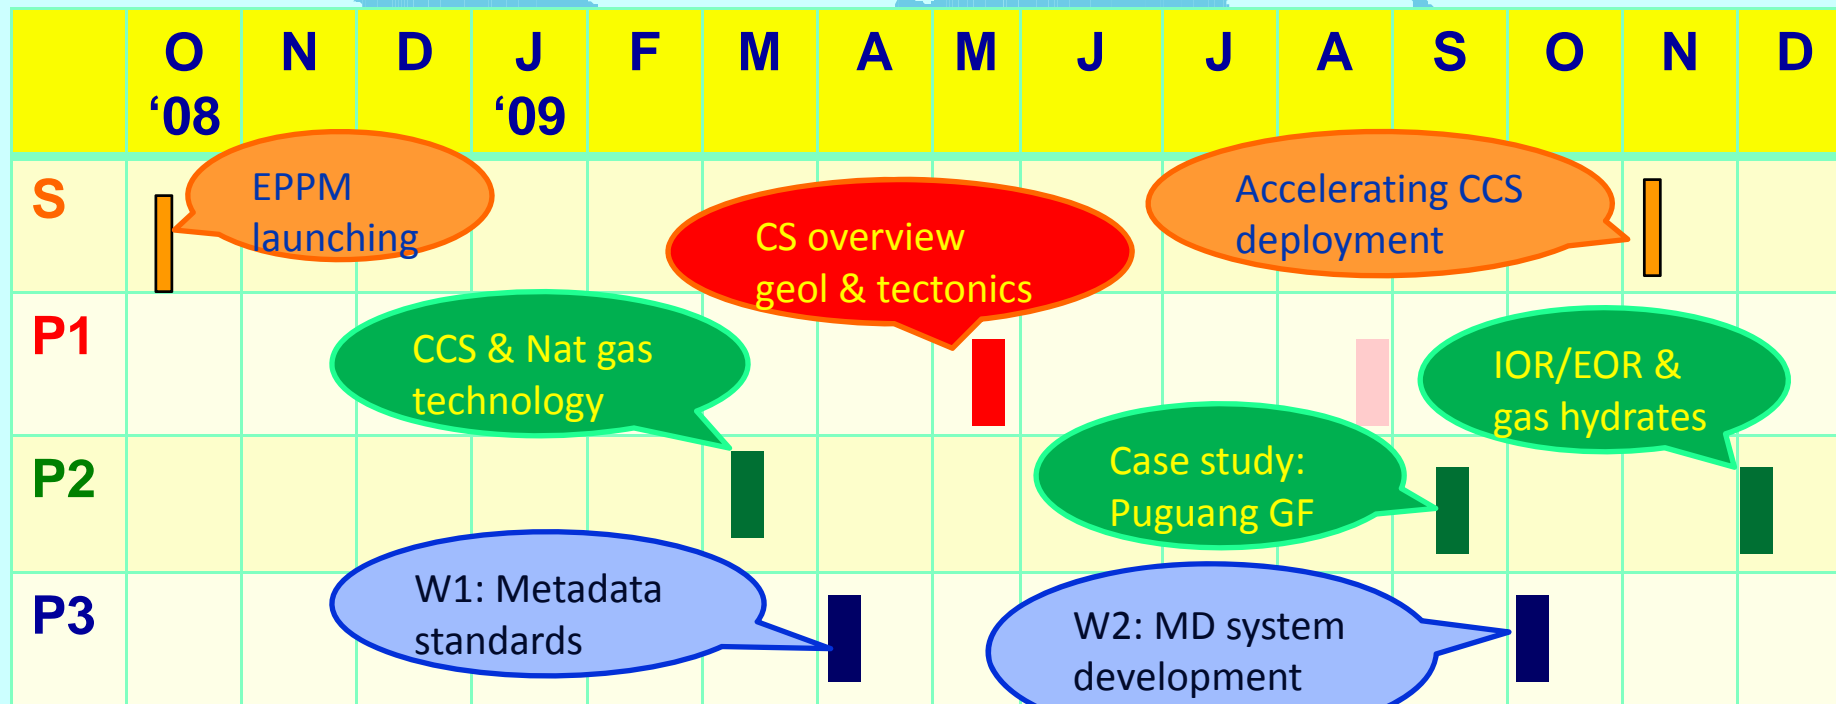 O N D J F M A M J J A S O N D
‘08 ‘09
S
EPPM
launching
CS overview
geol & tectonics
Accelerating CCS
deployment
P1
CCS & Nat gas
technology
IOR/EOR &
gas hydrates
P2
Case study:
Puguang GF
P3
W1: Metadata
standards
W2: MD system
development